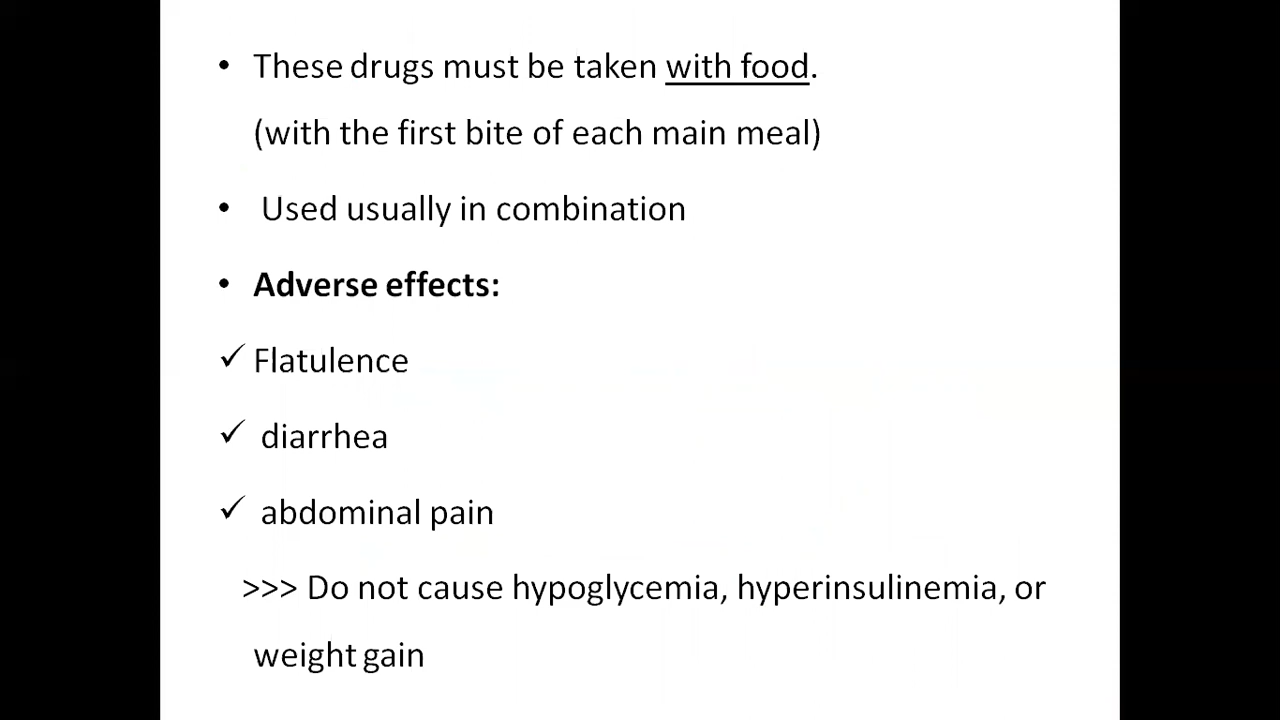 • These drugs must be taken with food.
(with the first bite of each main meal)
• Used usually in combination
• Adverse effects:
✓ Flatulence
✓ diarrhea
✓ abdominal pain
>>> Do not cause hypoglycemia, hyperinsulinemia, or
weight gain